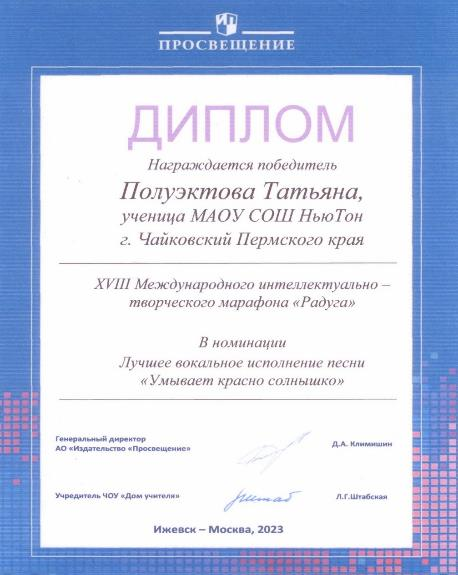 ПРОСВЕЩЕНИЕ
ДИПЛОМ
Награждается победитель
Полуэктова Татьяна,
ученица МАОУ СОШ НьюТон
г. Чайковский Пермского края
XVIII Международного интеллектуально –
творческого марафона «Радуга»
В номинации
Лучшее вокальное исполнение песни
«Умывает красно солнышко»
Генеральный директор
АО «Издательство «Просвещение»
Д.А. Климишин
Учредитель ЧОУ «Дом учителя»
Л.Г.Штабская
Ижевск – Москва, 2023